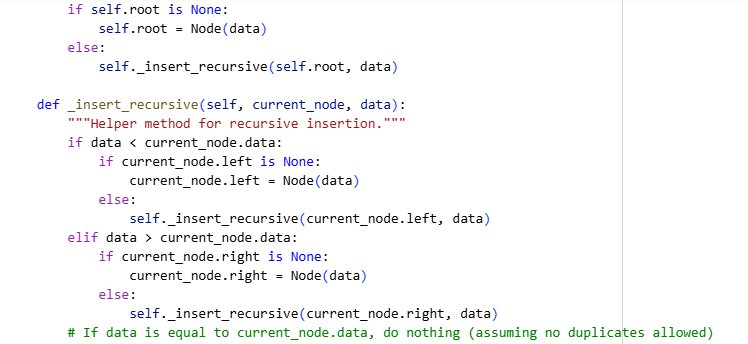 if self.root is None:
self.root = Node(data)
else:
self._insert_recursive(self.root, data)
def _insert_recursive(self, current_node, data):
"""Helper method for recursive insertion."""
if data < current_node.data:
if current_node.left is None:
current_node.left = Node(data)
else:
self._insert_recursive(current_node.left, data)
elif data > current_node.data:
if current_node.right is None:
current_node.right = Node(data)
else:
self._insert_recursive(current_node.right, data)
# If data is equal to current_node.data, do nothing (assuming no duplicates allowed)